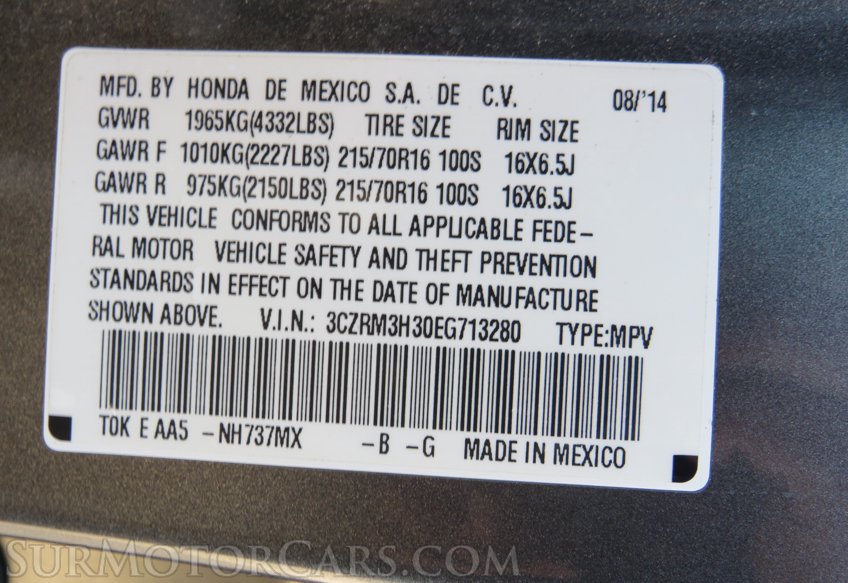 MFD. BY HONDA DE MEXICO S.A. DE C.V. 08/'14
GVWR 1965KG(4332LBS) TIRE SIZE RIM SIZE
GAWR F 1010KG(2227LBS) 215/70R16 100S 16X6.5J
GAWR R 975KG(2150LBS) 215/70R16 100S 16X6.5J
THIS VEHICLE CONFORMS TO ALL APPLICABLE FEDE-
RAL MOTOR VEHICLE SAFETY AND THEFT PREVENTION
STANDARDS IN EFFECT ON THE DATE OF MANUFACTURE
SHOWN ABOVE. V.I.N.: 3CZRM3H30EG713280 TYPE:MPV
T0K E AA5 -NH737MX -B -G MADE IN MEXICO
SURMOTORCARS.COM